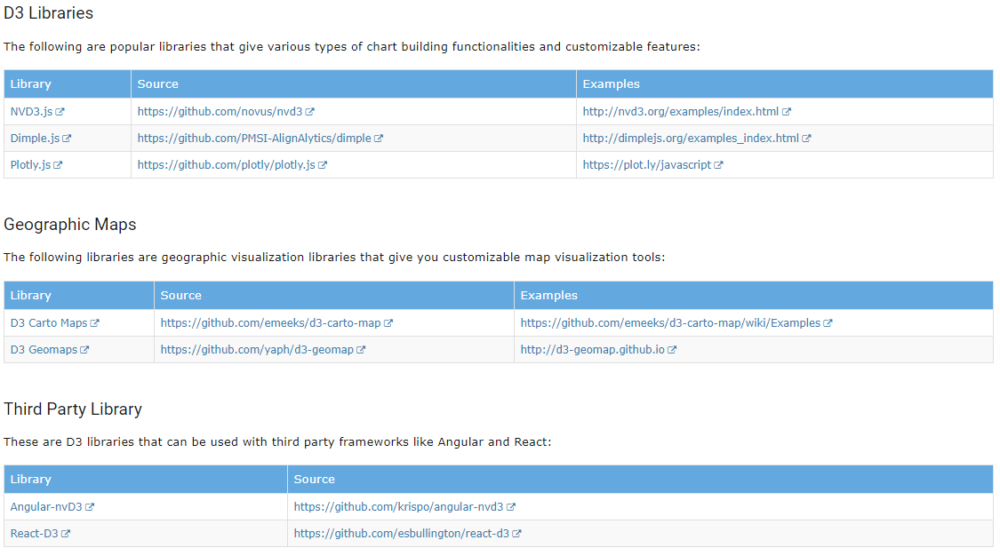 D3 Libraries
The following are popular libraries that give various types of chart building functionalities and customizable features:
Library Source Examples
NVD3.js https://github.com/novus/nvd3 http://nvd3.org/examples/index.html
Dimple.js https://github.com/PMSI-AlignAlytics/dimple http://dimplejs.org/examples_index.html
Plotly.js https://github.com/plotly/plotly.js https://plot.ly/javascript
Geographic Maps
The following libraries are geographic visualization libraries that give you customizable map visualization tools:
Library Source Examples
D3 Carto Maps https://github.com/emeeks/d3-carto-map https://github.com/emeeks/d3-carto-map/wiki/Examples
D3 Geomaps https://github.com/yaph/d3-geomap http://d3-geomap.github.io
Third Party Library
These are D3 libraries that can be used with third party frameworks like Angular and React:
Library Source
Angular-nvD3 https://github.com/krispo/angular-nvd3
React-D3 https://github.com/esbullington/react-d3